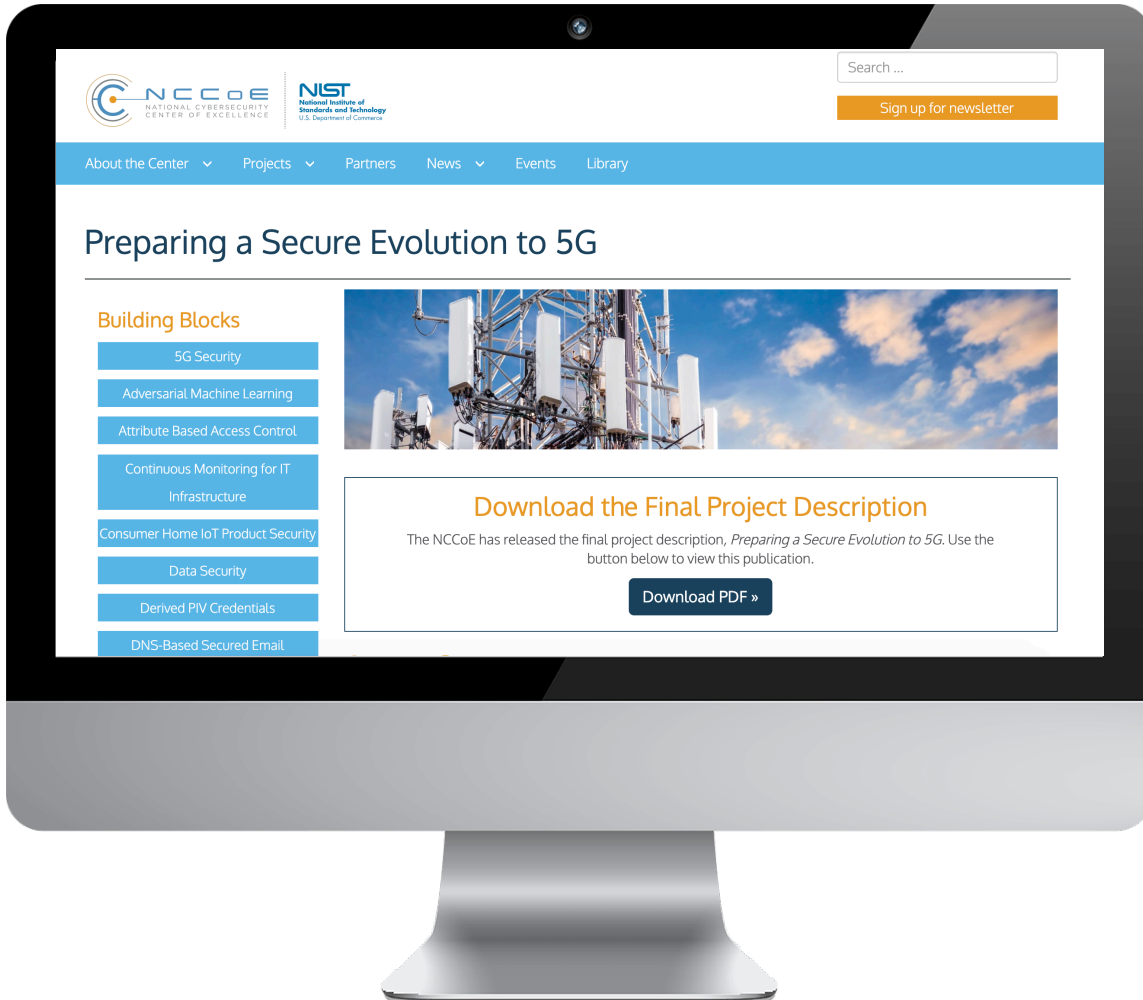 Search ...
NCCoE
NATIONAL CYBERSECURITY
CENTER OF EXCELLENCE
NIST
National Institute of
Standards and Technology
U.S. Department of Commerce
Sign up for newsletter
About the Center Projects Partners News Events Library
Preparing a Secure Evolution to 5G
Building Blocks
5G Security
Adversarial Machine Learning
Attribute Based Access Control
Continuous Monitoring for IT
Infrastructure
Consumer Home IoT Product Security
Data Security
Derived PIV Credentials
DNS-Based Secured Email
Download the Final Project Description
The NCCoE has released the final project description, Preparing a Secure Evolution to 5G. Use the
button below to view this publication.
Download PDF »